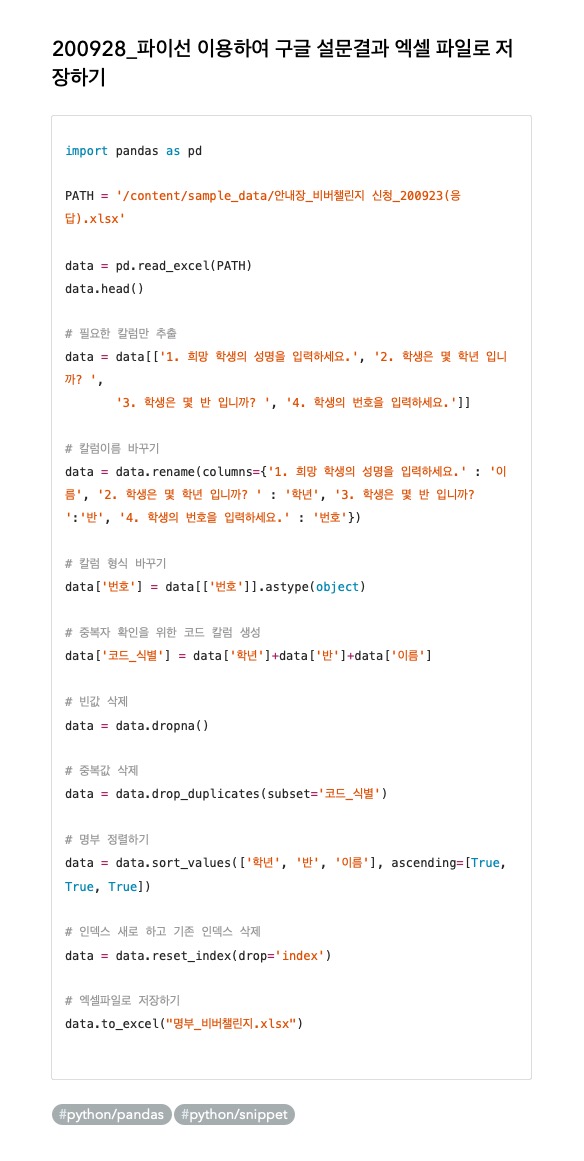 200928_파이선 이용하여 구글 설문결과 엑셀 파일로 저
장하기
import pandas as pd
PATH = '/content/sample_data/안내장_비버챌린지 신청_200923(응
답).xlsx'
data = pd.read_excel(PATH)
data.head()
# 필요한 칼럼만 추출
data = data[['1. 희망 학생의 성명을 입력하세요.', '2. 학생은 몇 학년 입니
까? ',
'3. 학생은 몇 반 입니까? ', '4. 학생의 번호을 입력하세요.']]
# 칼럼이름 바꾸기
data = data.rename(columns={'1. 희망 학생의 성명을 입력하세요.' : '이
름', '2. 학생은 몇 학년 입니까? ' : '학년', '3. 학생은 몇 반 입니까?
':'반', '4. 학생의 번호을 입력하세요.' : '번호'})
# 칼럼 형식 바꾸기
data['번호'] = data[['번호']].astype(object)
# 중복자 확인을 위한 코드 칼럼 생성
data['코드_식별'] = data['학년']+data['반']+data['이름']
# 빈값 삭제
data = data.dropna()
# 중복값 삭제
data = data.drop_duplicates(subset='코드_식별')
# 명부 정렬하기
data = data.sort_values(['학년', '반', '이름'], ascending=[True,
True, True])
# 인덱스 새로 하고 기존 인덱스 삭제
data = data.reset_index(drop='index')
# 엑셀파일로 저장하기
data.to_excel("명부_비버챌린지.xlsx")
#python/pandas #python/snippet